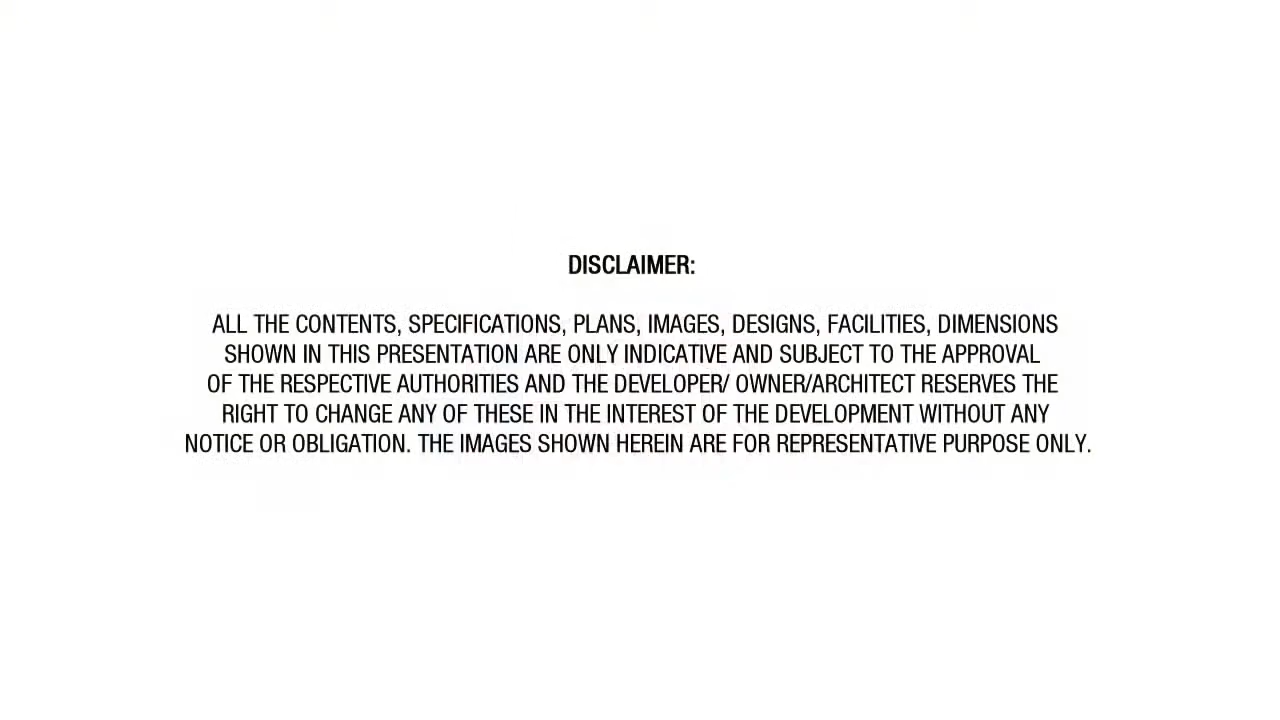 DISCLAIMER:
ALL THE CONTENTS, SPECIFICATIONS, PLANS, IMAGES, DESIGNS, FACILITIES, DIMENSIONS
SHOWN IN THIS PRESENTATION ARE ONLY INDICATIVE AND SUBJECT TO THE APPROVAL
OF THE RESPECTIVE AUTHORITIES AND THE DEVELOPER/ OWNER/ARCHITECT RESERVES THE
RIGHT TO CHANGE ANY OF THESE IN THE INTEREST OF THE DEVELOPMENT WITHOUT ANY
NOTICE OR OBLIGATION. THE IMAGES SHOWN HEREIN ARE FOR REPRESENTATIVE PURPOSE ONLY.